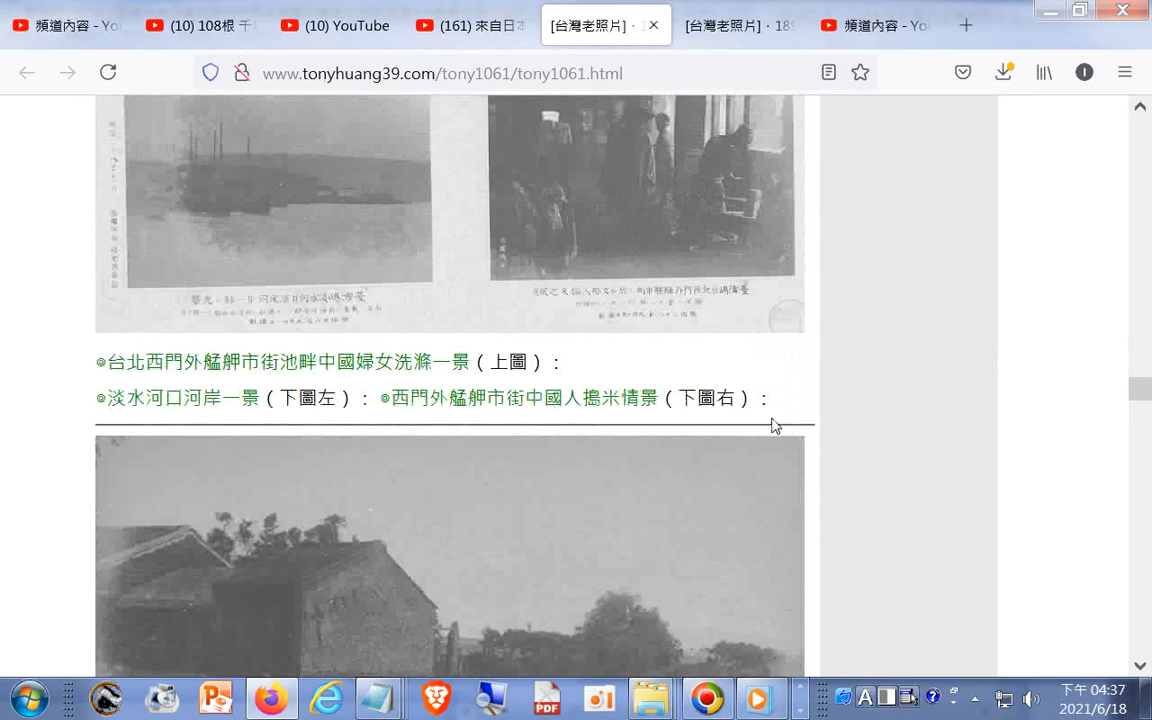 頻道內容 - Yo
(10) 108根 千
(10) YouTube
(161) 來自日本
[台灣老照片]‧1
[台灣老照片]‧189
頻道內容 - You
www.tonyhuang39.com/tony1061/tony1061.html
◎台北西門外艋舺市街池畔中國婦女洗滌一景（上圖）：
◎淡水河口河岸一景（下圖左）：◎西門外艋舺市街中國人搗米情景（下圖右）：
PDF
A
下午 04:37
2021/6/18